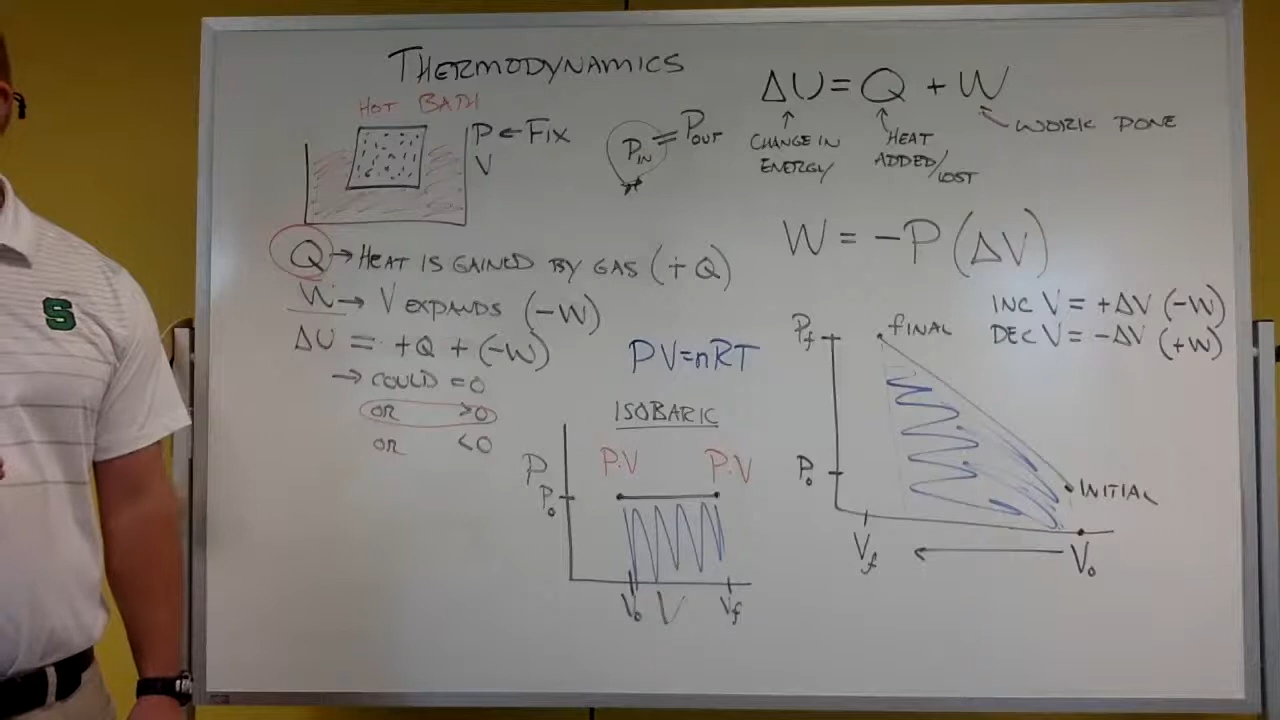 THERMODYNAMICS
HOT BATH
P ← FIX
V
P_IN = P_OUT
Q → HEAT IS GAINED BY GAS (+Q)
W → V EXPANDS (-W)
ΔU = +Q + (-W)
→ COULD = 0
OR > 0
OR < 0
ΔU = Q + W
CHANGE IN
ENERGY
HEAT
ADDED/
LOST
WORK DONE
W = -P (ΔV)
INC V = +ΔV (-W)
DEC V = -ΔV (+W)
PV=nRT
ISOBARIC
P·V P·V
P
P₀
V₀ V V_f
P_f
FINAL
P₀
INITIAL
V_f
V₀
S